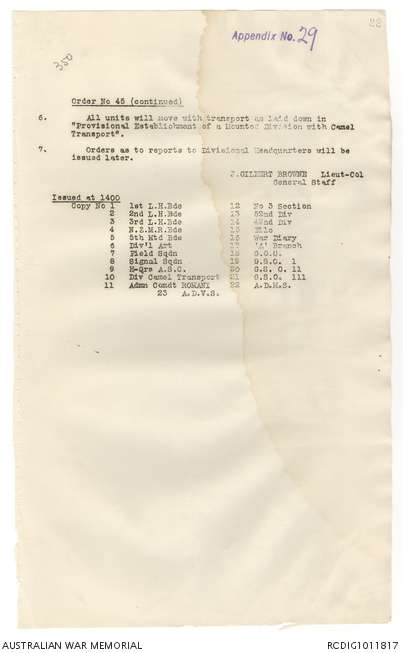 Appendix No. 29
350
Order No 45 (continued)
6. All units will move with transport as laid down in
"Provisional Establishment of a Mounted Division with Camel
Transport".
7. Orders as to reports to Divisional Headquarters will be
issued later.
J.GILBERT BROWNE Lieut-Col
General Staff
Issued at 1400
Copy No 1 1st L.H.Bde 12 No 3 Section
2 2nd L.H.Bde 13 52nd Div
3 3rd L.H.Bde 14 42nd Div
4 N.Z.M.R.Bde 15 File
5 5th Mtd Bde 16 War Diary
6 Div'l Art 17 'A' Branch
7 Field Sqdn 18 G.O.C.
8 Signal Sqdn 19 G.S.O. 1
9 H-Qrs A.S.C. 20 G.S.O. 11
10 Div Camel Transport 21 G.S.O. 111
11 Admn Comdt ROMANI 22 A.D.M.S.
23 A.D.V.S.
AUSTRALIAN WAR MEMORIAL
RCDIG1011817